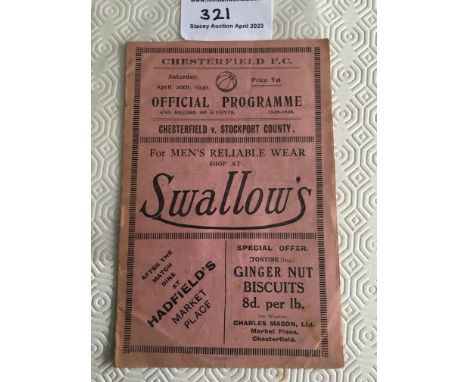 321
Stacey Auction April 2023
CHESTERFIELD F.C.
Saturday,
April 26th, 1930.
Price 1d
OFFICIAL PROGRAMME
AND RECORD OF EVENTS. 1929-1930.
CHESTERFIELD v. STOCKPORT COUNTY.
For MEN'S RELIABLE WEAR
SHOP AT
Swallow's
AFTER THE
MATCH
DINE
AT
HADFIELD'S
MARKET
PLACE
SPECIAL OFFER.
TONTINE (Reg.)
GINGER NUT
BISCUITS
8d. per lb.
CHARLES MASON, Ltd.
Market Place,
Chesterfield.